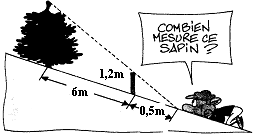 COMBIEN
MESURE CE
SAPIN ?
1,2m
6m
0,5m